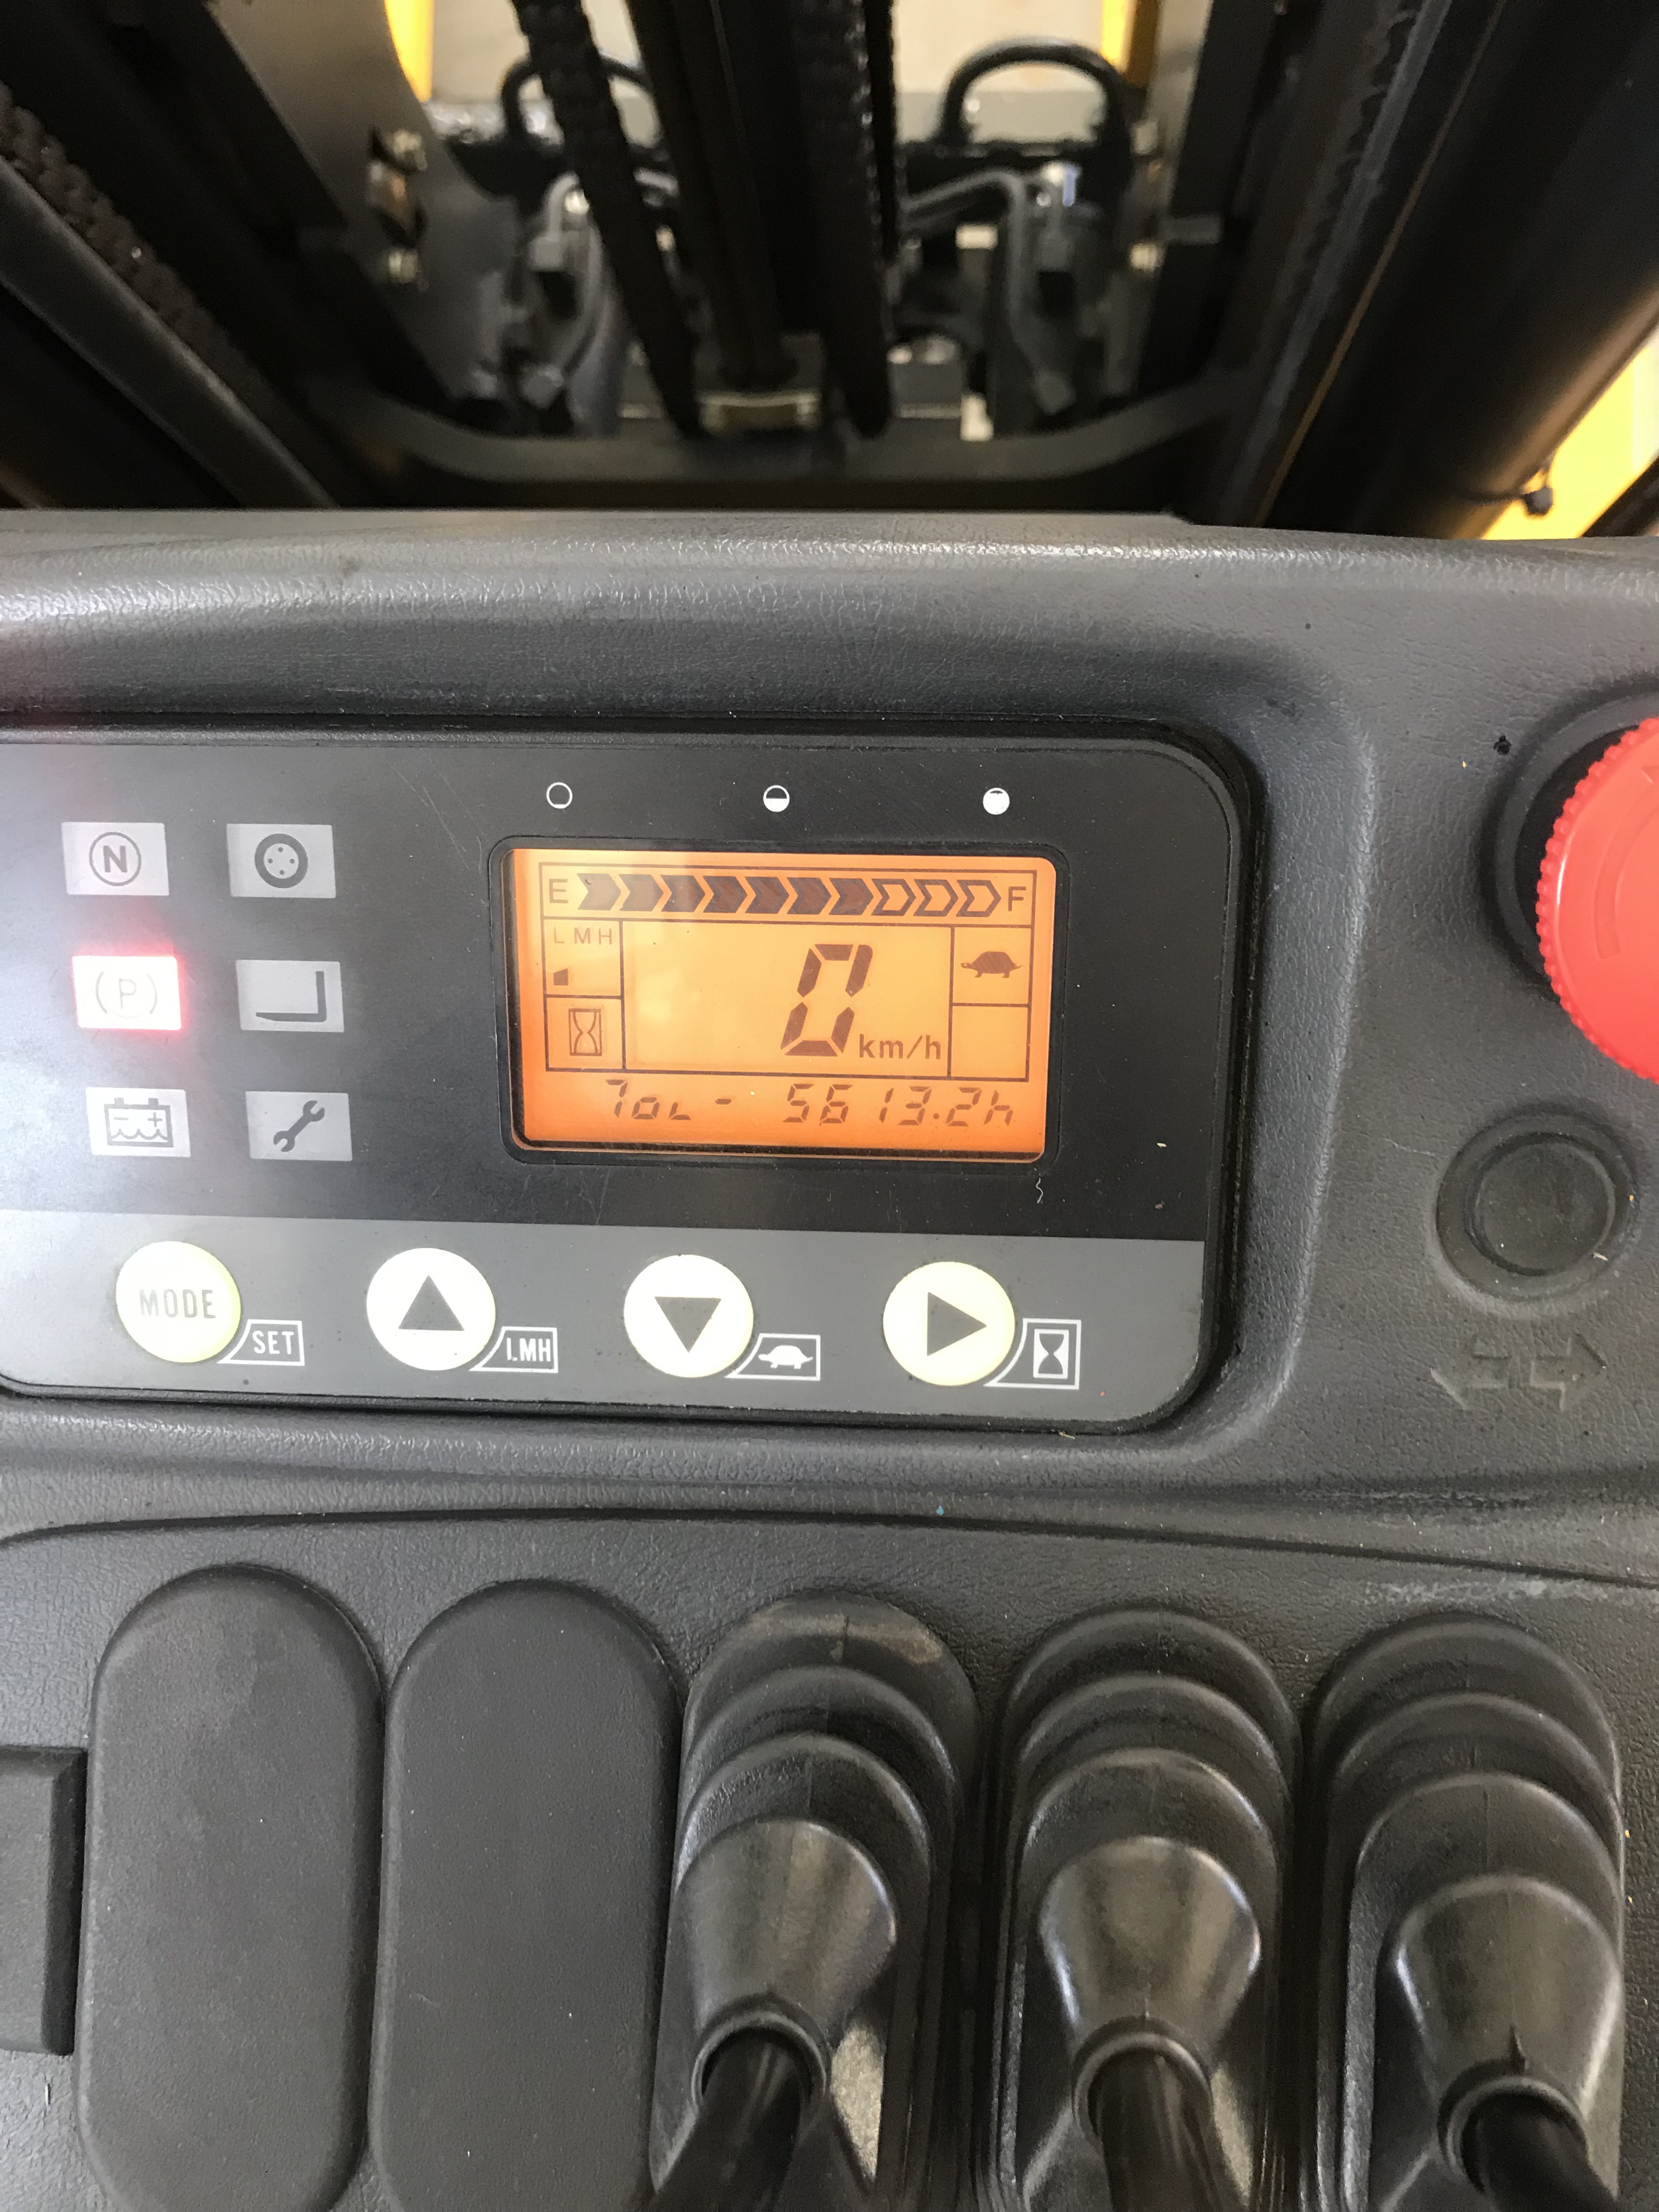 N
E F
LMH
(P)
0 km/h
- +
7oL - 5613.2h
MODE SET
LMH